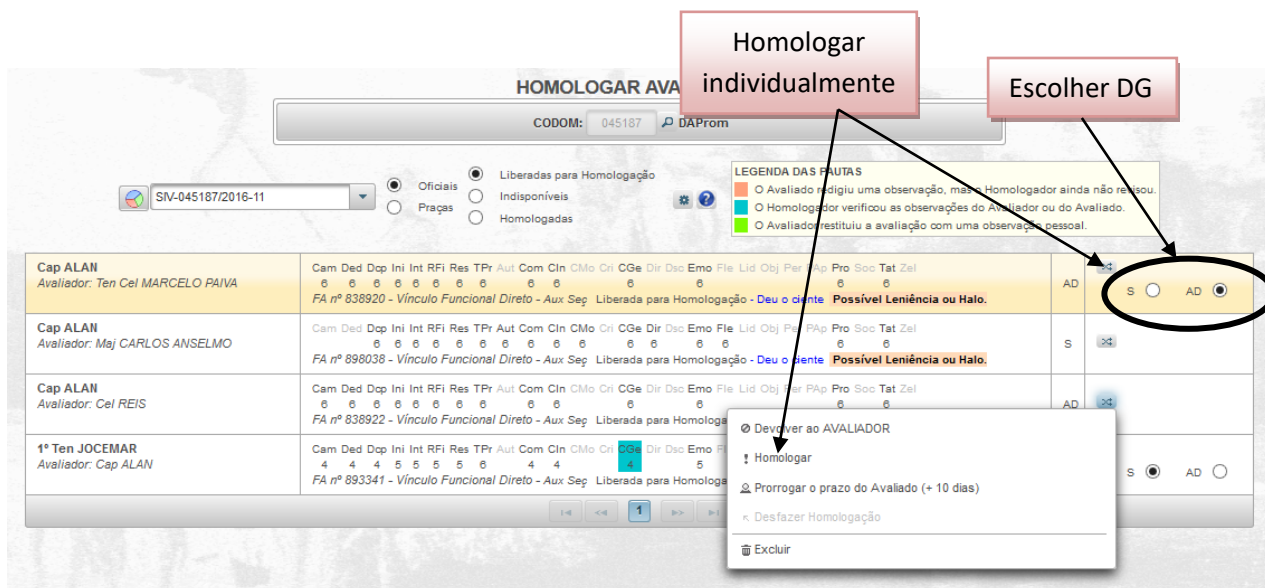 Homologar
individualmente
Escolher DG
HOMOLOGAR AVA
CODOM: 045187 DAProm
SIV-045187/2016-11
Oficiais
Praças
Liberadas para Homologação
Indisponíveis
Homologadas
LEGENDA DAS PAUTAS
O Avaliado redigiu uma observação, mas o Homologador ainda não revisou.
O Homologador verificou as observações do Avaliador ou do Avaliado.
O Avaliador restituiu a avaliação com uma observação pessoal.
Cap ALAN
Avaliador: Ten Cel MARCELO PAIVA
Cam Ded Dcp Ini Int RFi Res TPr Aut Com Cln CMo Cri CGe Dir Dsc Emo Fle Lid Obj Per PAp Pro Soc Tat Zel
6 6 6 6 6 6 6 6 6 6 6 6 6 6
FA nº 838920 - Vínculo Funcional Direto - Aux Seç Liberada para Homologação - Deu o ciente Possível Leniência ou Halo.
AD
S AD
Cap ALAN
Avaliador: Maj CARLOS ANSELMO
Cam Ded Dcp Ini Int RFi Res TPr Aut Com Cln CMo Cri CGe Dir Dsc Emo Fle Lid Obj Per PAp Pro Soc Tat Zel
6 6 6 6 6 6 6 6 6 6 6 6 6 6 6 6
FA nº 898038 - Vínculo Funcional Direto - Aux Seç Liberada para Homologação - Deu o ciente Possível Leniência ou Halo.
S
Cap ALAN
Avaliador: Cel REIS
Cam Ded Dcp Ini Int RFi Res TPr Aut Com Cln CMo Cri CGe Dir Dsc Emo Fle Lid Obj Per PAp Pro Soc Tat Zel
6 6 6 6 6 6 6 6 6 6 6 6 6 6
FA nº 838922 - Vínculo Funcional Direto - Aux Seç Liberada para Homologa
AD
1º Ten JOCEMAR
Avaliador: Cap ALAN
Cam Ded Dcp Ini Int RFi Res TPr Aut Com Cln CMo Cri CGe Dir Dsc Emo
4 4 4 5 5 5 5 6 4 4 4 5
FA nº 893341 - Vínculo Funcional Direto - Aux Seç Liberada para Homologa
S AD
1
Devolver ao AVALIADOR
Homologar
Prorrogar o prazo do Avaliado (+ 10 dias)
Desfazer Homologação
Excluir